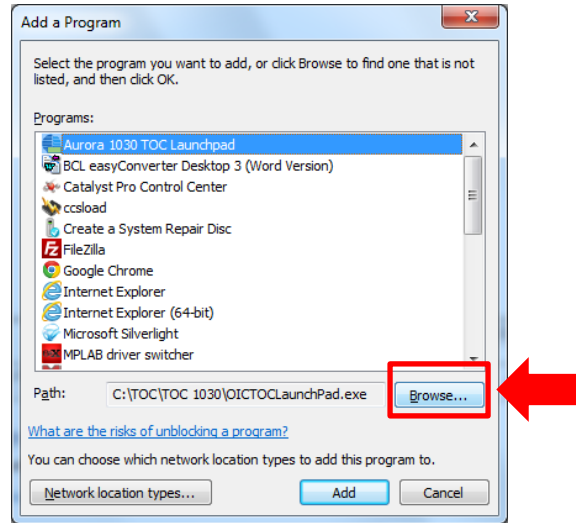 Add a Program
Select the program you want to add, or click Browse to find one that is not
listed, and then click OK.
Programs:
Aurora 1030 TOC Launchpad
BCL easyConverter Desktop 3 (Word Version)
Catalyst Pro Control Center
ccsload
Create a System Repair Disc
FileZilla
Google Chrome
Internet Explorer
Internet Explorer (64-bit)
Microsoft Silverlight
MPLAB driver switcher
Path: C:\TOC\TOC 1030\OICTOCLaunchPad.exe Browse...
What are the risks of unblocking a program?
You can choose which network location types to add this program to.
Network location types... Add Cancel